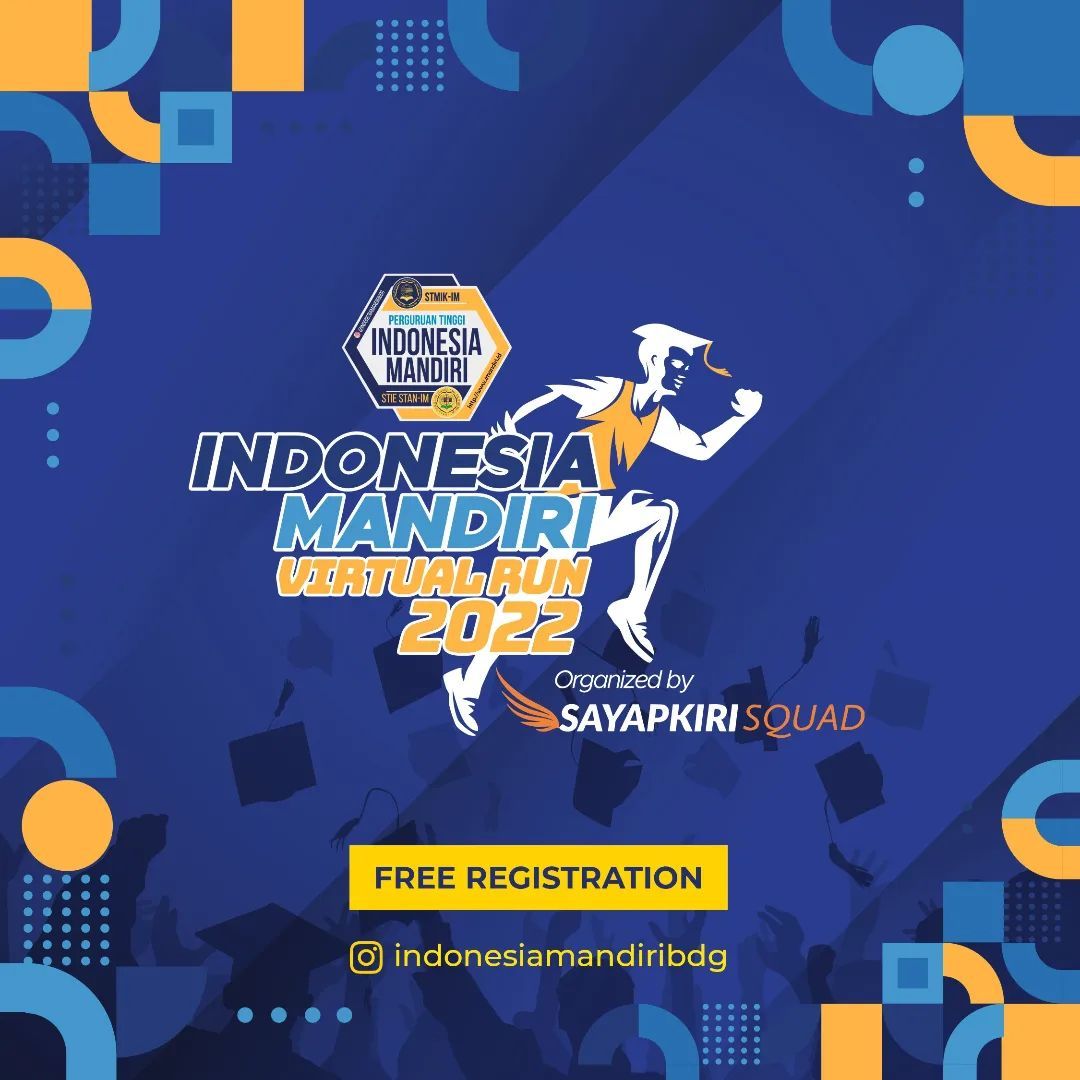 STMIK-IM
PERGURUAN TINGGI
INDONESIA
MANDIRI
STIE STAN-IM
INDONESIA
MANDIRI
VIRTUAL RUN
2022
Organized by
SAYAPKIRI SQUAD
FREE REGISTRATION
indonesiamandiribdg